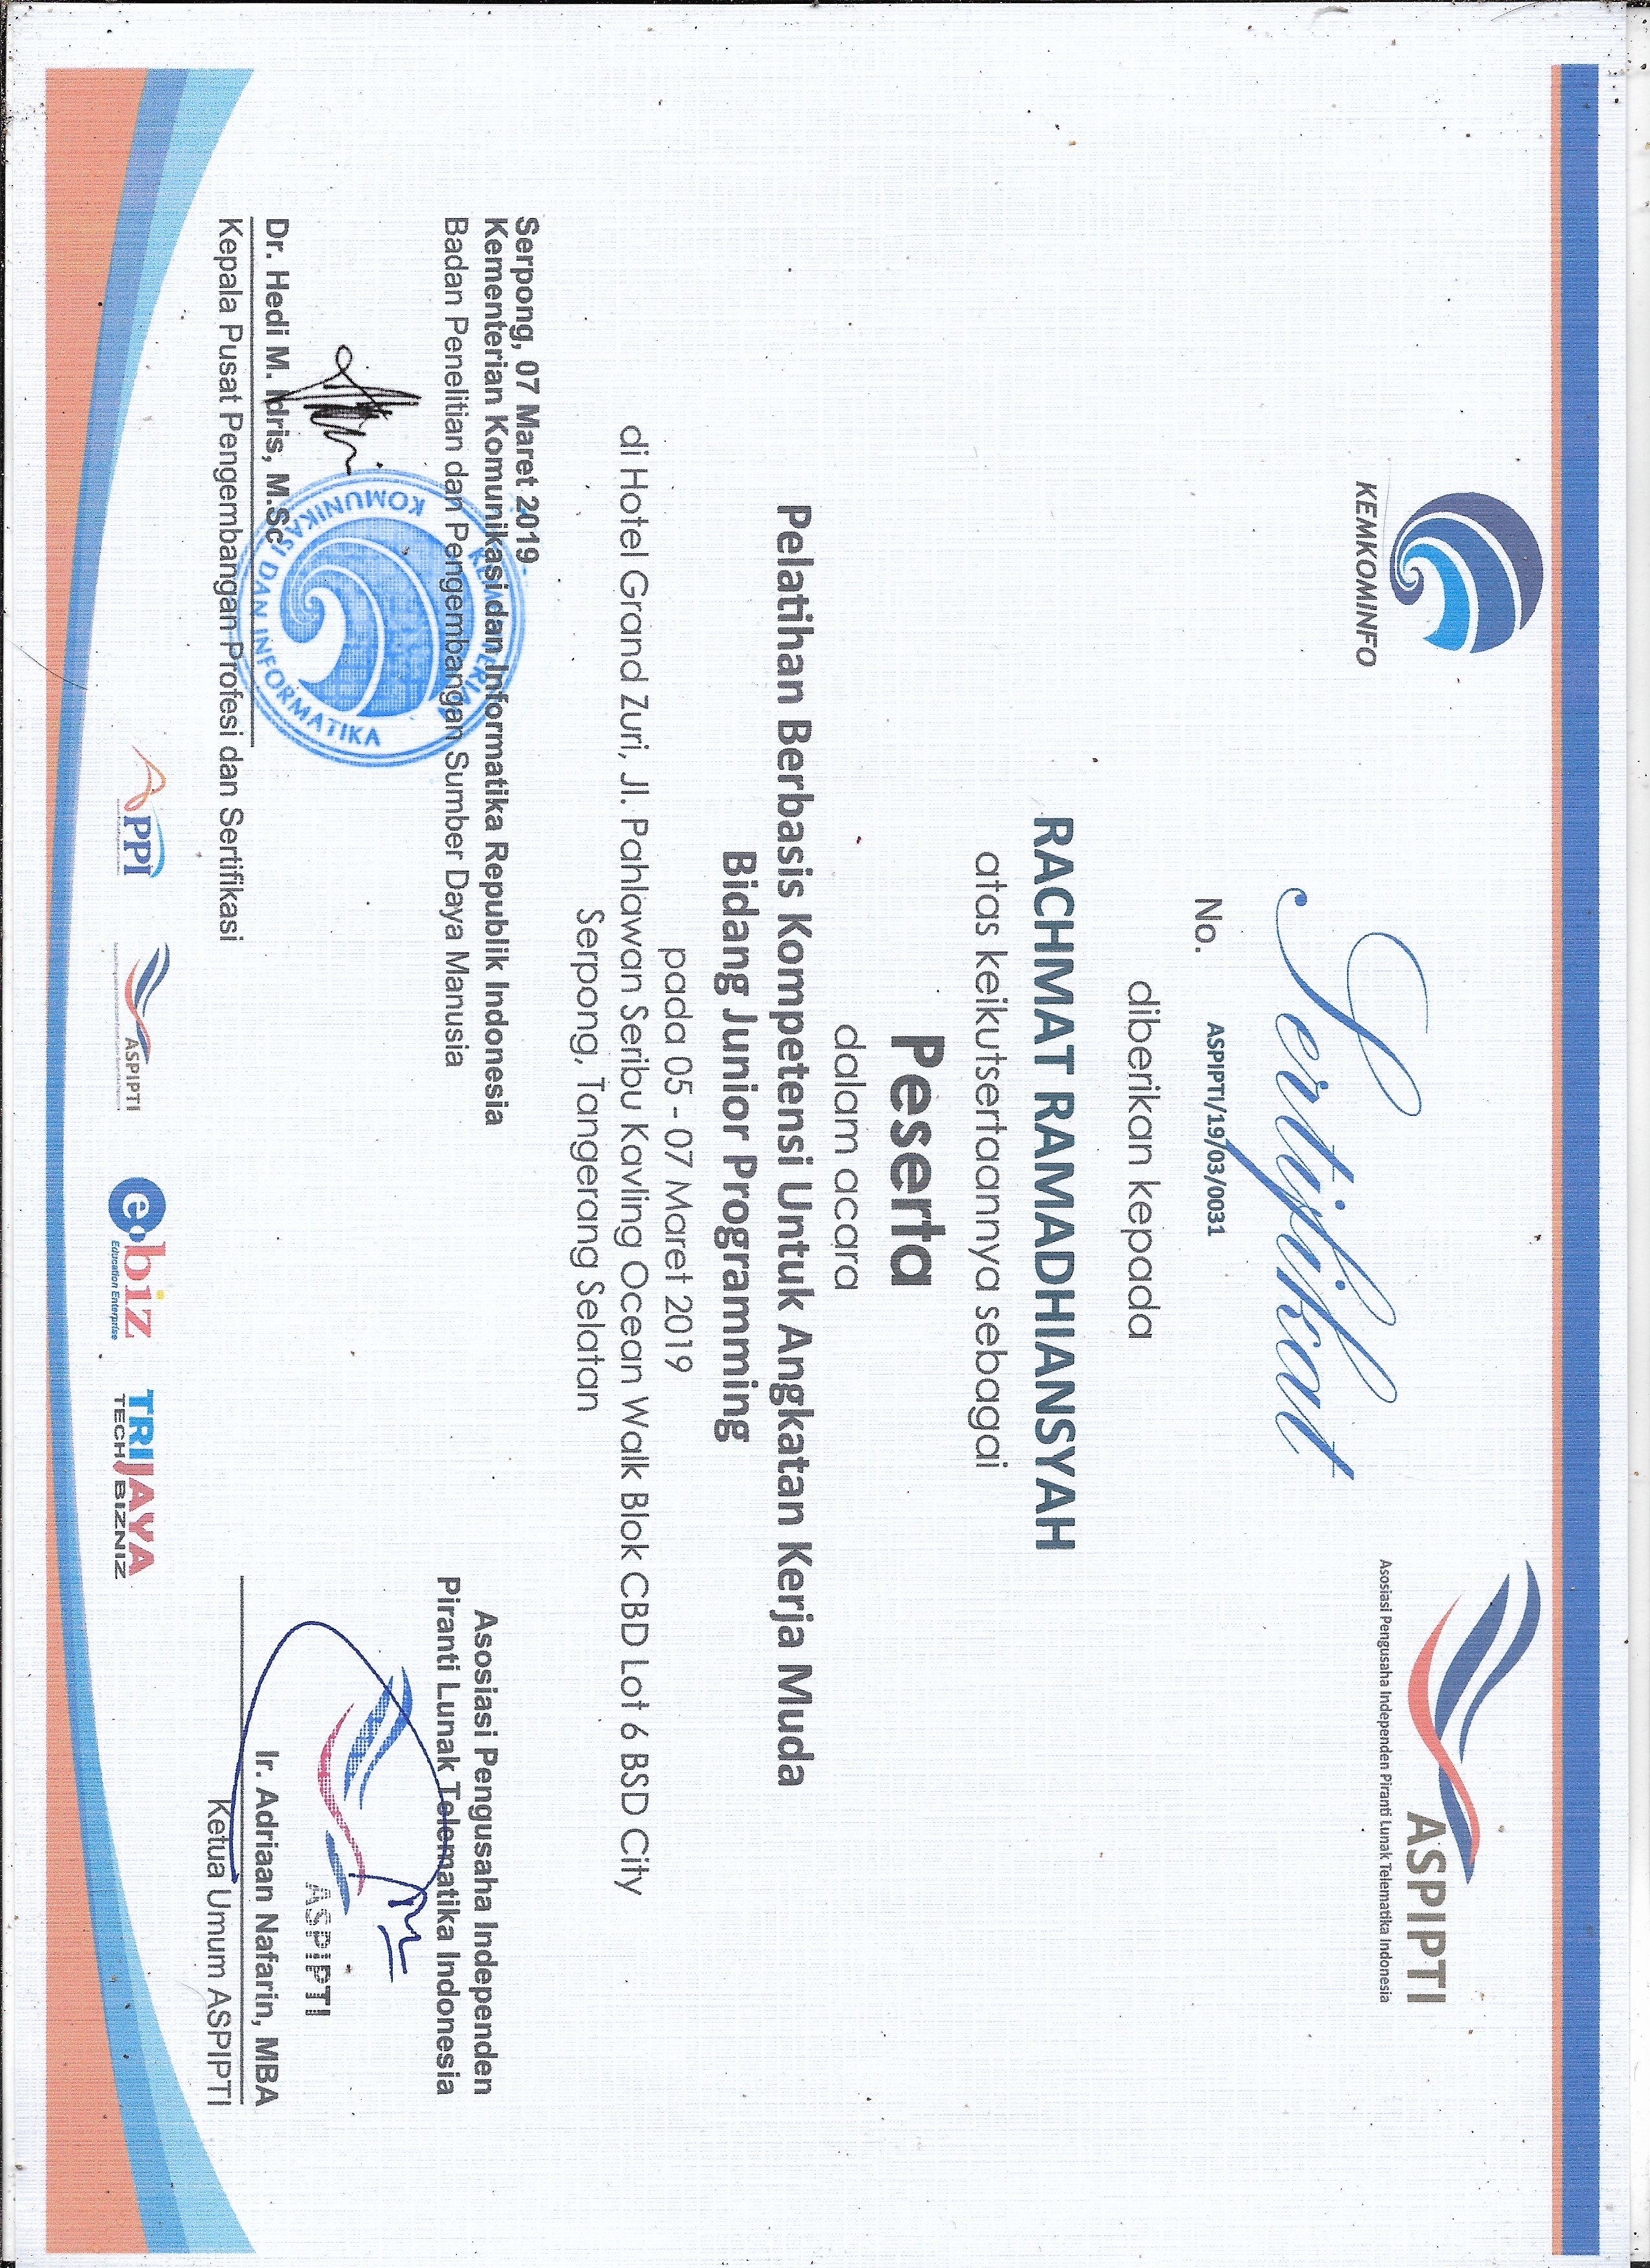 KEMKOMINFO
ASPIPTI
Asosiasi Pengusaha Independen Piranti Lunak Telematika Indonesia
Sertifikat
No. ASPIPTI/19/03/0031
diberikan kepada
RACHMAT RAMADHIANSYAH
atas keikutsertaannya sebagai
Peserta
dalam acara
Pelatihan Berbasis Kompetensi Untuk Angkatan Kerja Muda
Bidang Junior Programming
pada 05 - 07 Maret 2019
di Hotel Grand Zuri, Jl. Pahlawan Seribu Kavling Ocean Walk Blok CBD Lot 6 BSD City
Serpong, Tangerang Selatan
Serpong, 07 Maret 2019
Kementerian Komunikasi dan Informatika Republik Indonesia
Badan Penelitian dan Pengembangan Sumber Daya Manusia
KEMENTERIAN
KOMUNIKASI DAN INFORMATIKA
Dr. Hedi M. Idris, M.Sc
Kepala Pusat Pengembangan Profesi dan Sertifikasi
Asosiasi Pengusaha Independen
Piranti Lunak Telematika Indonesia
ASPIPTI
Ir. Adriaan Nafarin, MBA
Ketua Umum ASPIPTI
APPI
ASPIPTI
e-biz
Education Enterprise
TRIJAYA
TECH BIZNIZ